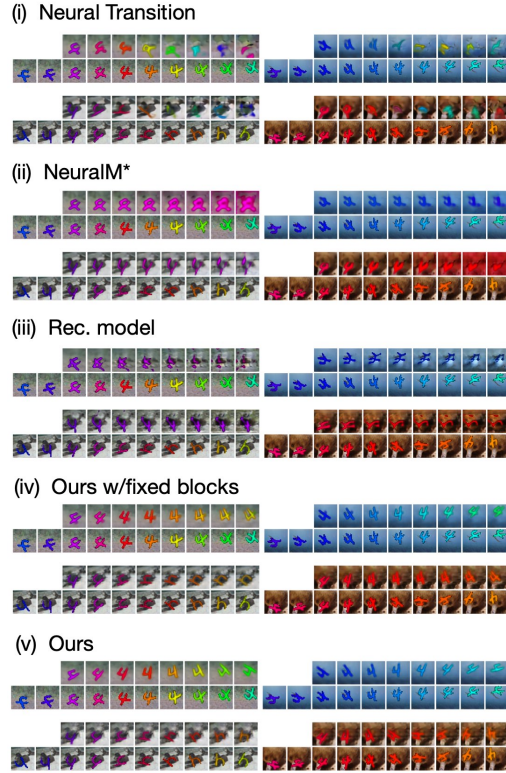 (i) Neural Transition
(ii) NeuralM*
(iii) Rec. model
(iv) Ours w/fixed blocks
(v) Ours